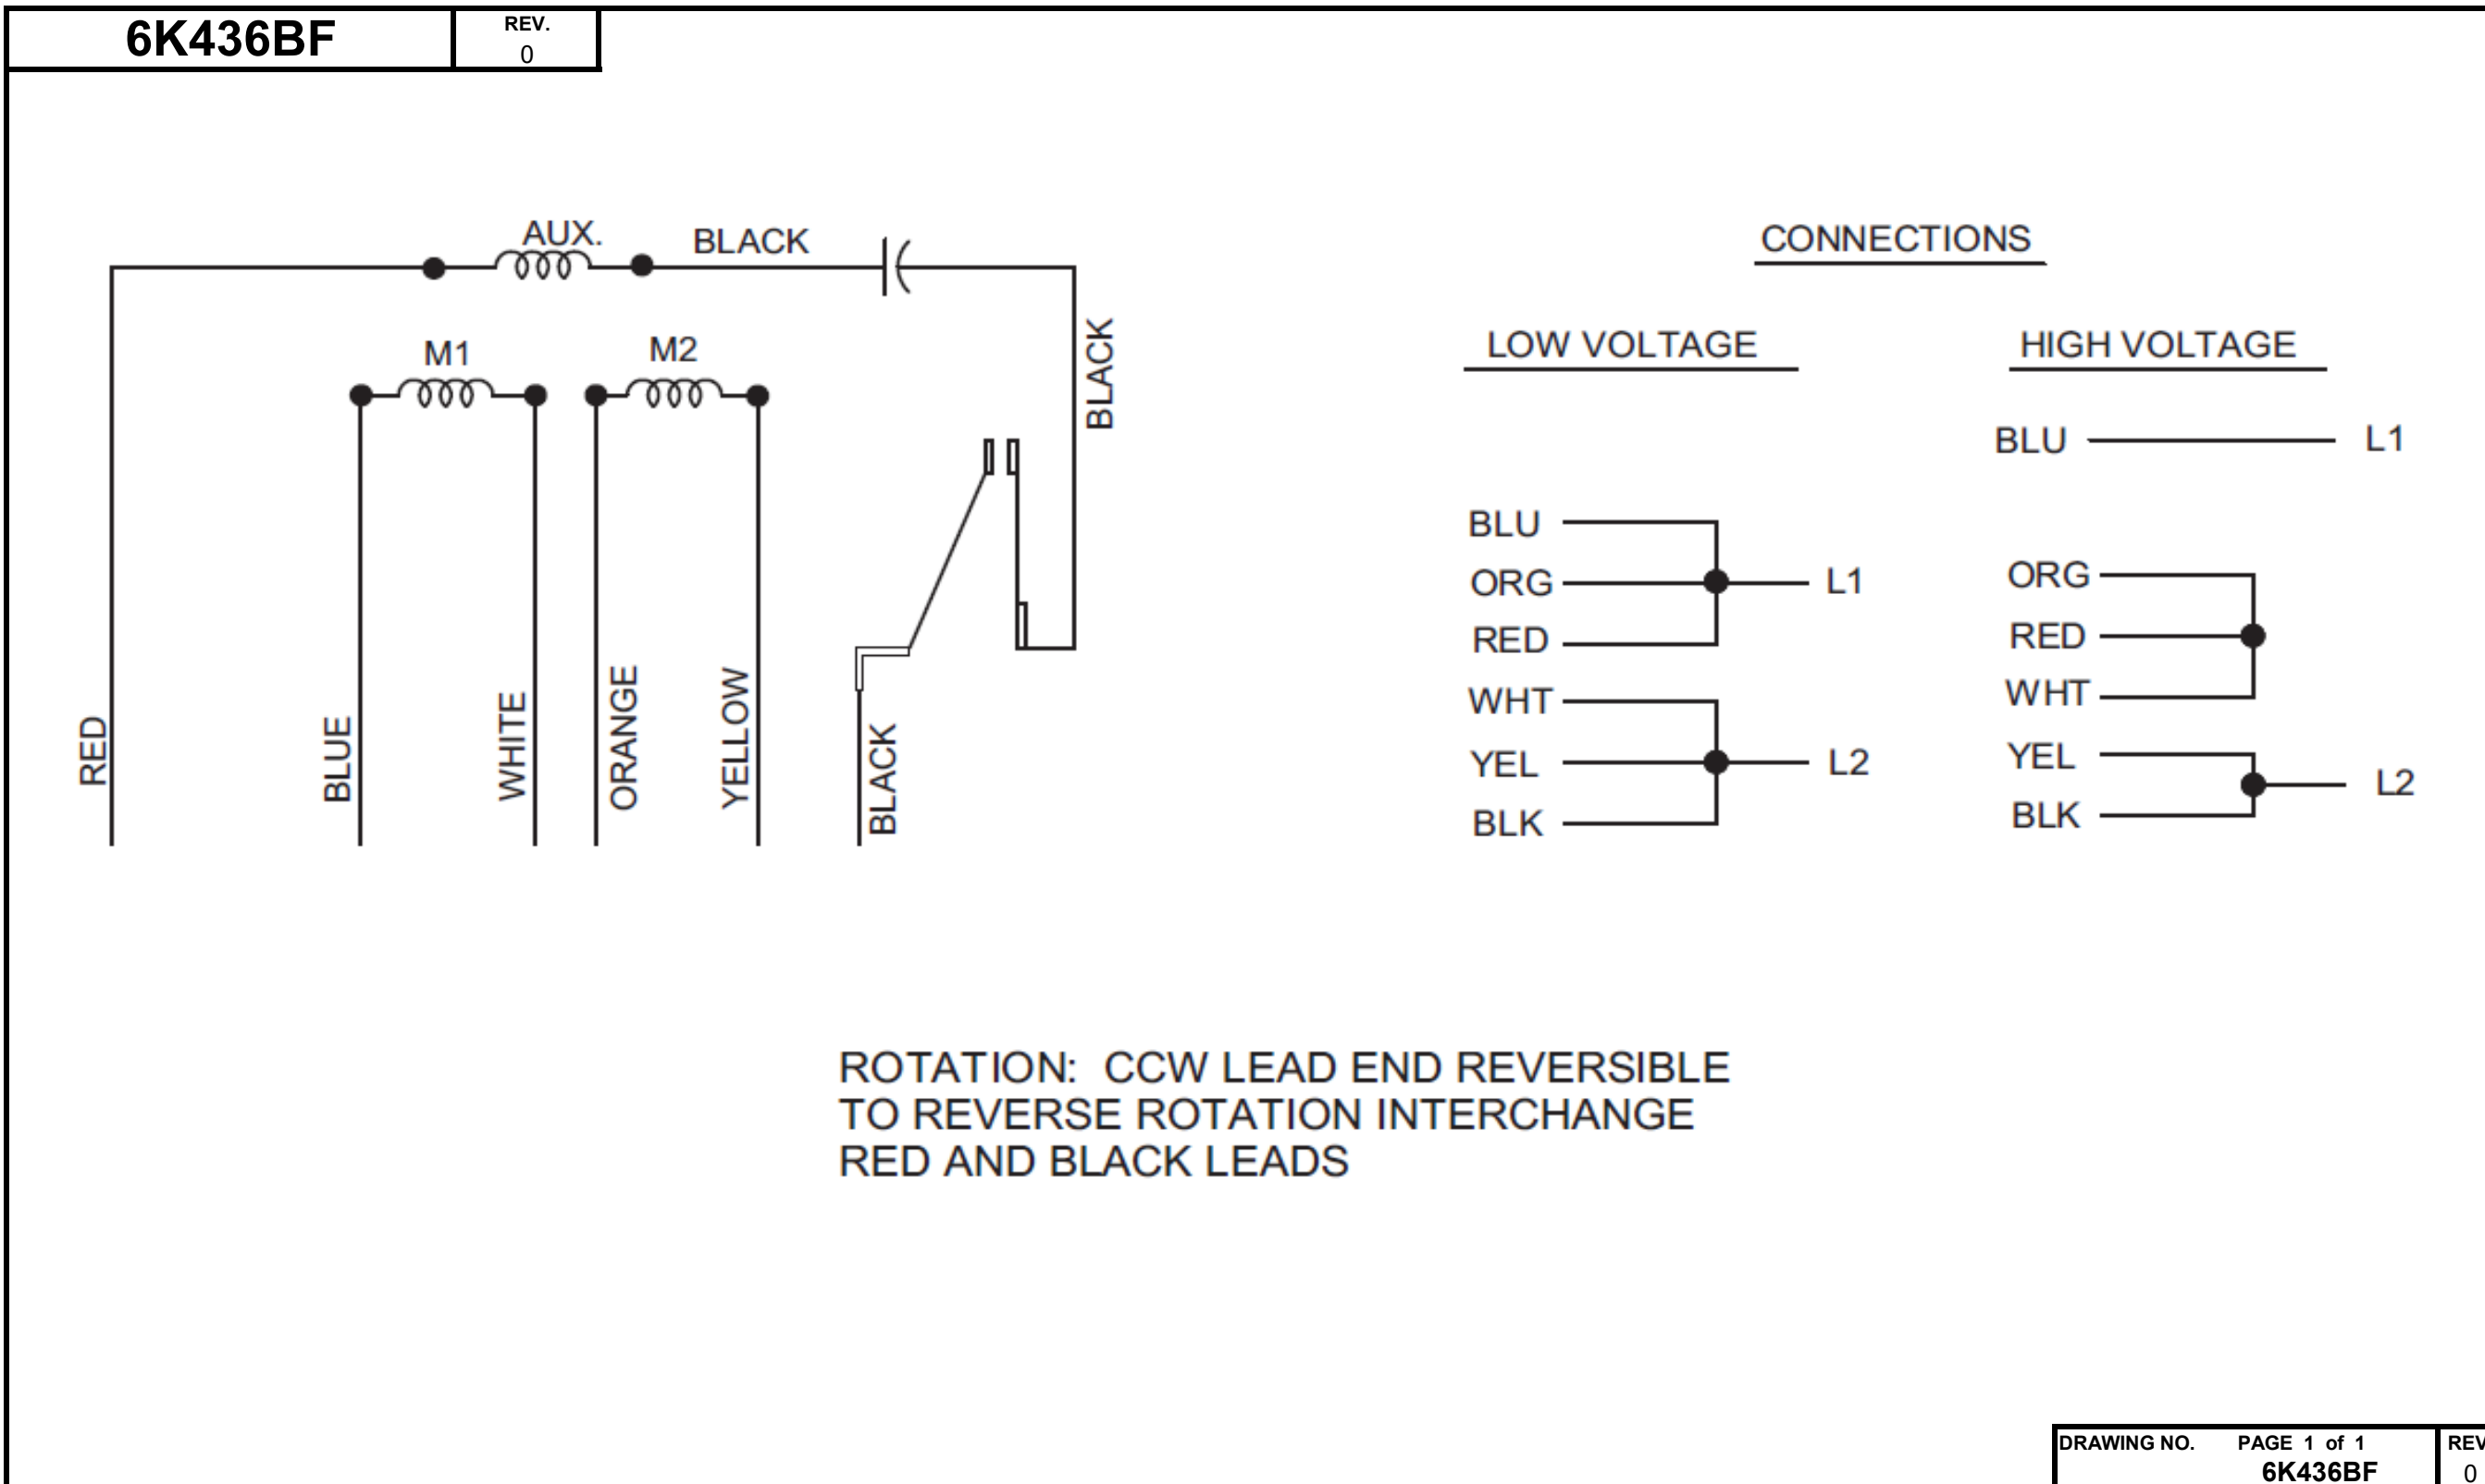 6K436BF
REV.
0
AUX.
BLACK
M1
M2
BLACK
RED
BLUE
WHITE
ORANGE
YELLOW
BLACK
CONNECTIONS
LOW VOLTAGE
BLU
ORG
RED
L1
WHT
YEL
BLK
L2
HIGH VOLTAGE
BLU
L1
ORG
RED
WHT
YEL
BLK
L2
ROTATION: CCW LEAD END REVERSIBLE
TO REVERSE ROTATION INTERCHANGE
RED AND BLACK LEADS
DRAWING NO. PAGE 1 of 1
6K436BF
REV
0